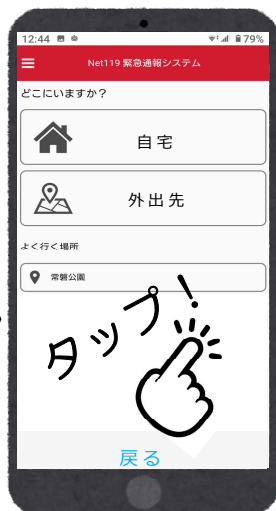 12:44 79%
Net119 緊急通報システム
どこにいますか?
自宅
外出先
よく行く場所
常磐公園
タップ!
戻る